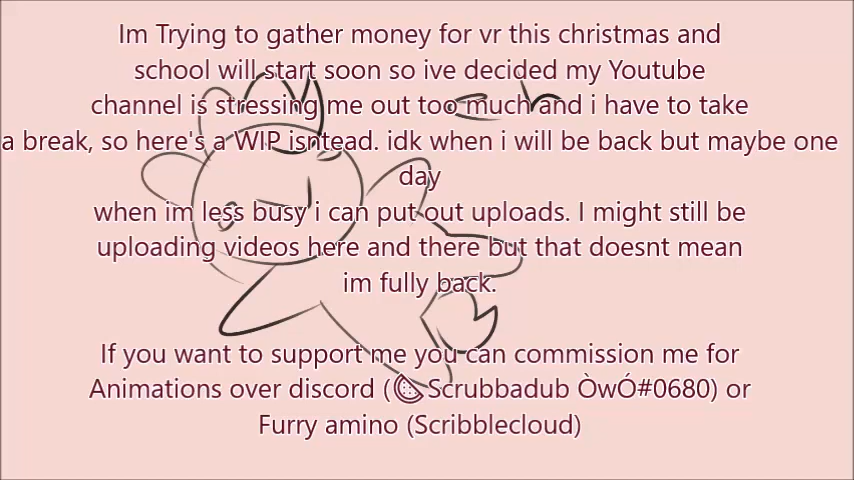 Im Trying to gather money for vr this christmas and
school will start soon so ive decided my Youtube
channel is stressing me out too much and i have to take
a break, so here's a WIP isntead. idk when i will be back but maybe one
day
when im less busy i can put out uploads. I might still be
uploading videos here and there but that doesnt mean
im fully back.
If you want to support me you can commission me for
Animations over discord (🍉Scrubbadub ÒwÓ#0680) or
Furry amino (Scribblecloud)